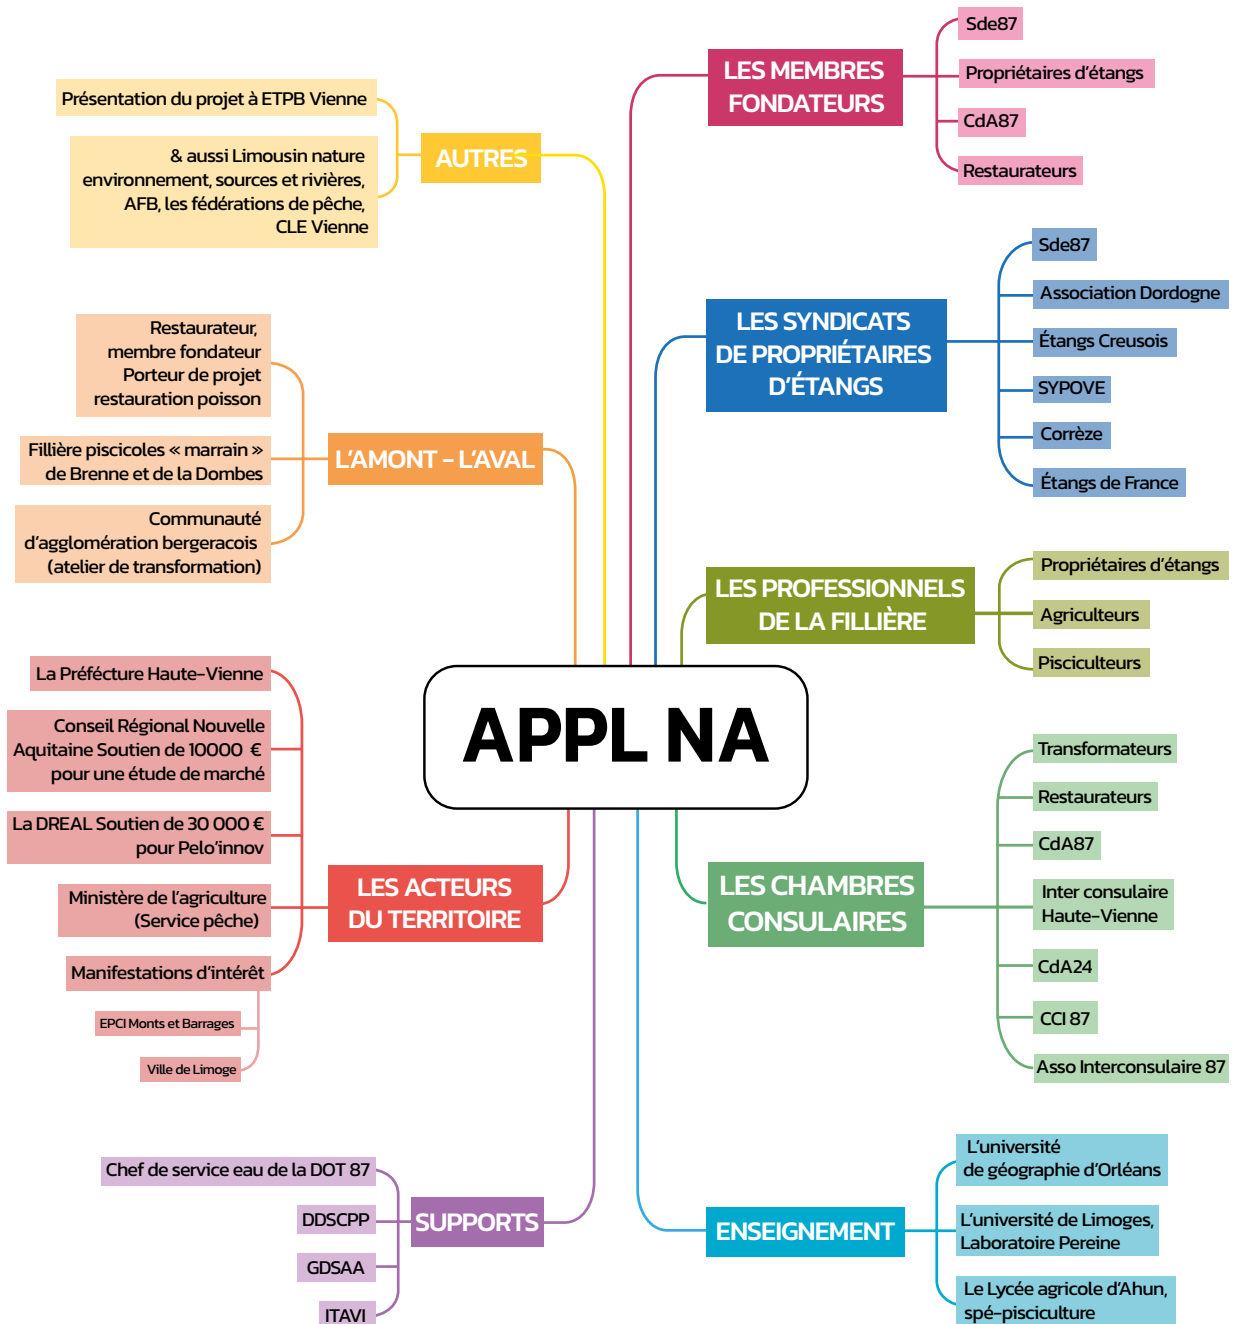 APPL NA
LES MEMBRES
FONDATEURS
Sde87
Propriétaires d'étangs
CdA87
Restaurateurs
LES SYNDICATS
DE PROPRIÉTAIRES
D'ÉTANGS
Sde87
Association Dordogne
Étangs Creusois
SYPOVE
Corrèze
Étangs de France
LES PROFESSIONNELS
DE LA FILLIÈRE
Propriétaires d'étangs
Agriculteurs
Pisciculteurs
LES CHAMBRES
CONSULAIRES
Transformateurs
Restaurateurs
CdA87
Inter consulaire
Haute-Vienne
CdA24
CCI 87
Asso Interconsulaire 87
ENSEIGNEMENT
L'université
de géographie d'Orléans
L'université de Limoges,
Laboratoire Pereine
Le Lycée agricole d'Ahun,
spé-pisciculture
AUTRES
Présentation du projet à ETPB Vienne
& aussi Limousin nature
environnement, sources et rivières,
AFB, les fédérations de pêche,
CLE Vienne
L'AMONT - L'AVAL
Restaurateur,
membre fondateur
Porteur de projet
restauration poisson
Fillière piscicoles « marrain »
de Brenne et de la Dombes
Communauté
d'agglomération bergeracois
(atelier de transformation)
LES ACTEURS
DU TERRITOIRE
La Préfécture Haute-Vienne
Conseil Régional Nouvelle
Aquitaine Soutien de 10000 €
pour une étude de marché
La DREAL Soutien de 30 000 €
pour Pelo'innov
Ministère de l'agriculture
(Service pêche)
Manifestations d'intérêt
EPCI Monts et Barrages
Ville de Limoge
SUPPORTS
Chef de service eau de la DOT 87
DDSCPP
GDSAA
ITAVI